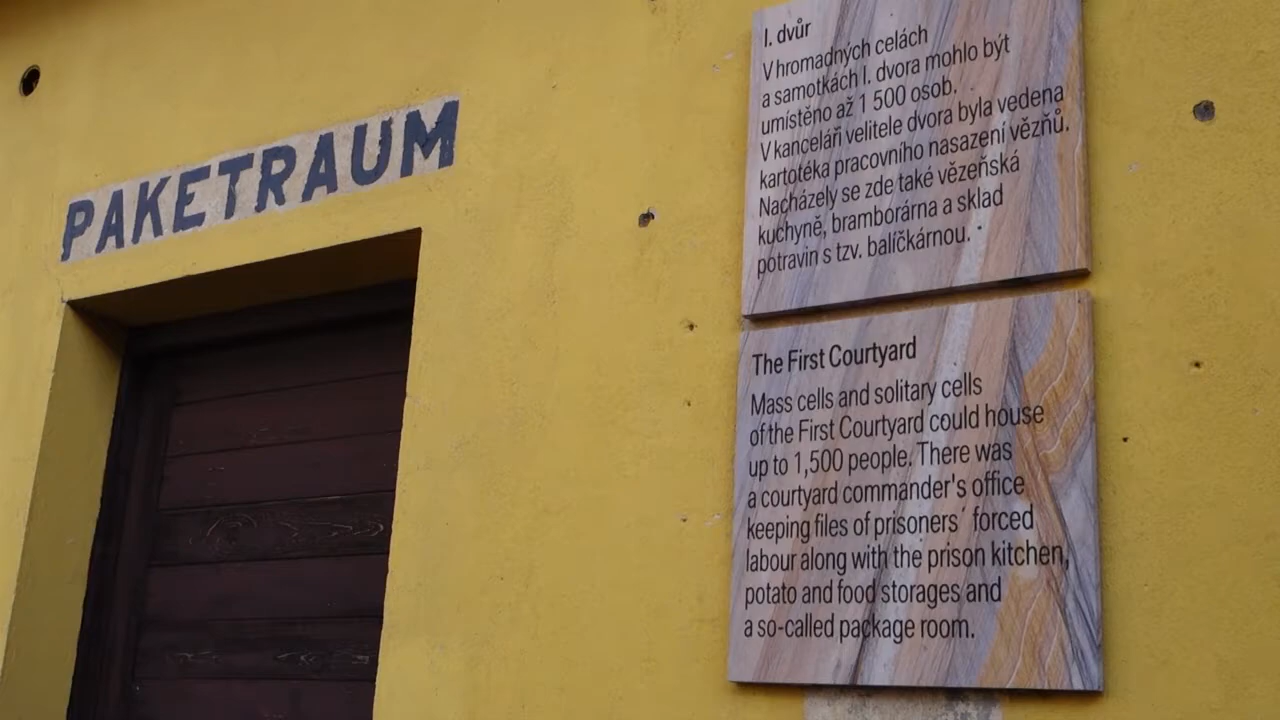 PAKETRAUM
I. dvůr
V hromadných celách
a samotkách I. dvora mohlo být
umístěno až 1 500 osob.
V kanceláři velitele dvora byla vedena
kartotéka pracovního nasazení vězňů.
Nacházely se zde také vězeňská
kuchyně, bramborárna a sklad
potravin s tzv. balíčkárnou.
The First Courtyard
Mass cells and solitary cells
of the First Courtyard could house
up to 1,500 people. There was
a courtyard commander's office
keeping files of prisoners´ forced
labour along with the prison kitchen,
potato and food storages and
a so-called package room.